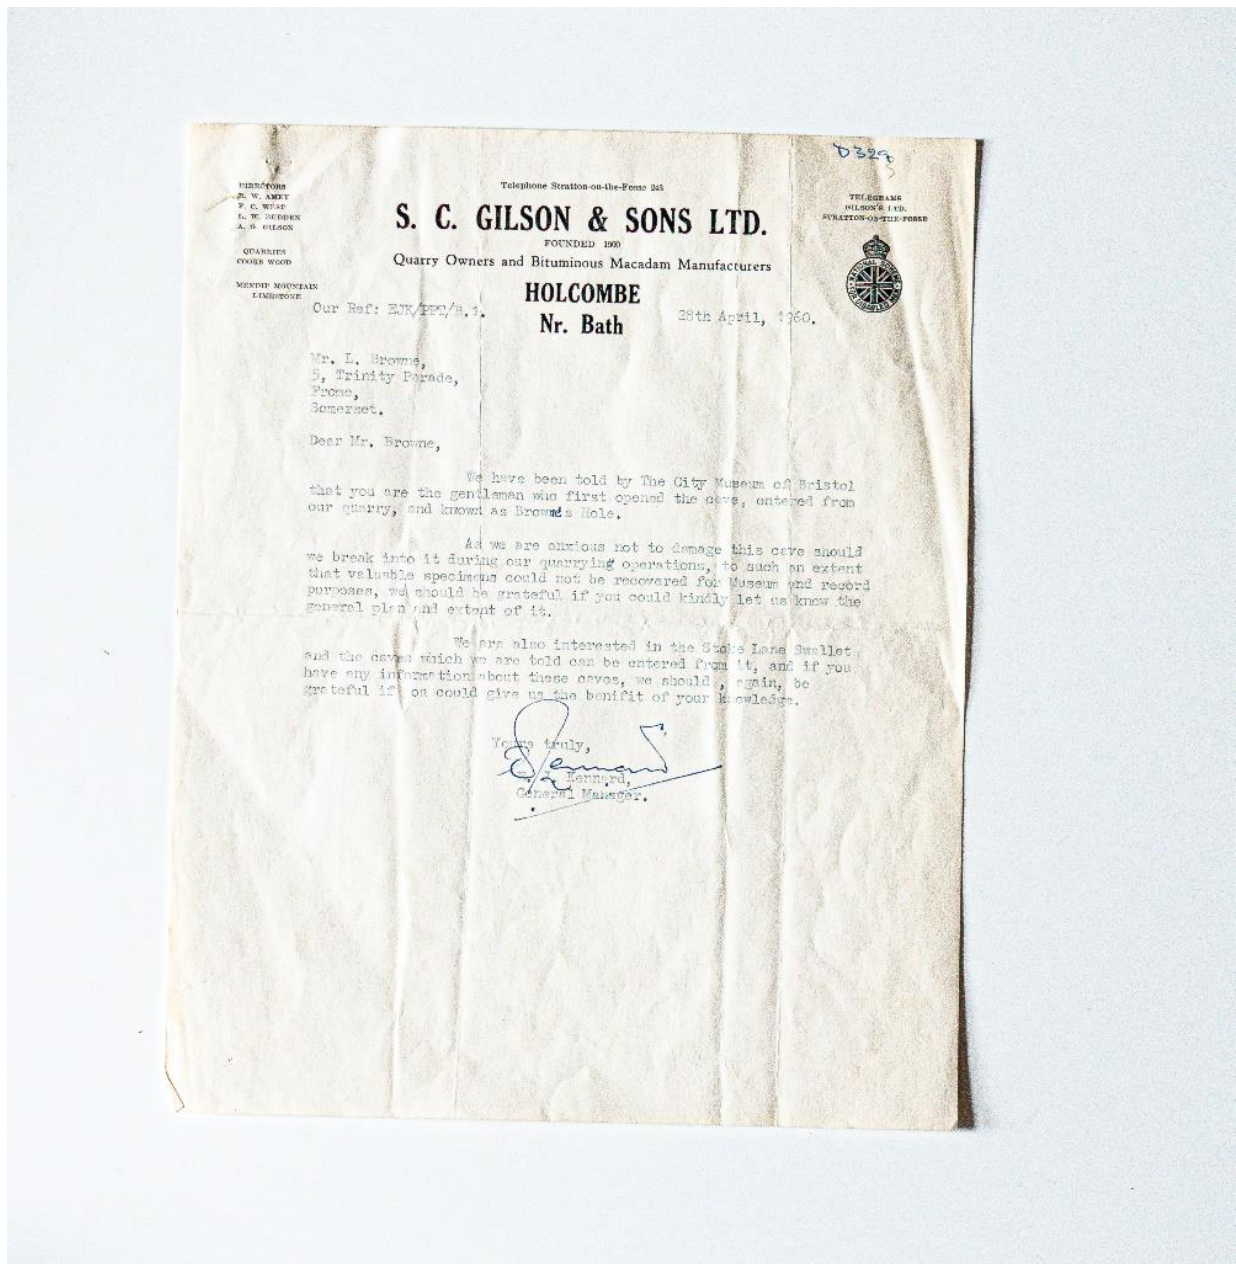 D328
DIRECTORS
R. W. AMEY
F. C. WEST
L. W. BUDDEN
A. G. GILSON
QUARRIES
COOKS WOOD
MENDIP MOUNTAIN
LIMESTONE
Telephone Stratton-on-the-Fosse 243
S. C. GILSON & SONS LTD.
FOUNDED 1900
Quarry Owners and Bituminous Macadam Manufacturers
HOLCOMBE
Nr. Bath
TELEGRAMS
GILSON'S LTD.
STRATTON-ON-THE-FOSSE
NATIONAL SCHEME
FOR DISABLED MEN
Our Ref: EJK/PPT/B.1.
28th April, 1960.
Mr. L. Browne,
5, Trinity Parade,
Frome,
Somerset.
Dear Mr. Browne,
We have been told by The City Museum of Bristol
that you are the gentleman who first opened the cave, entered from
our quarry, and known as Browne's Hole.
As we are anxious not to damage this cave should
we break into it during our quarrying operations, to such an extent
that valuable specimens could not be recovered for Museum and record
purposes, we should be grateful if you could kindly let us know the
general plan and extent of it.
We are also interested in the Stoke Lane Swallet
and the caves which we are told can be entered from it, and if you
have any information about these caves, we should , again, be
grateful if you could give us the benifit of your knowledge.
Yours truly,
Kennard,
General Manager.